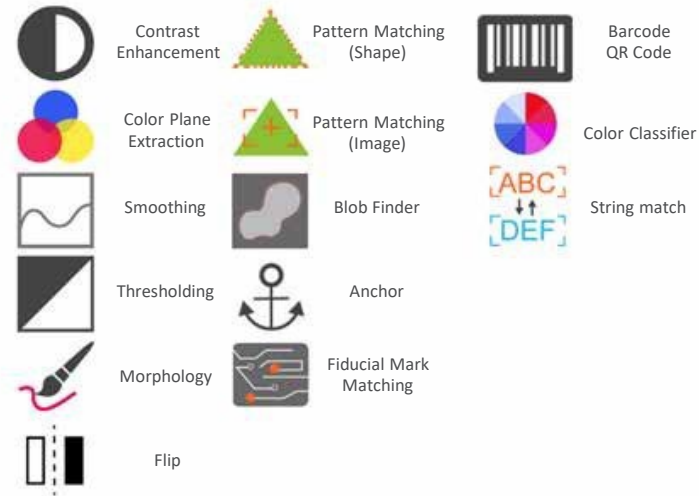 Contrast
Enhancement
Pattern Matching
(Shape)
Barcode
QR Code
Color Plane
Extraction
Pattern Matching
(Image)
Color Classifier
Smoothing
Blob Finder
ABC
DEF
String match
Thresholding
Anchor
Morphology
Fiducial Mark
Matching
Flip